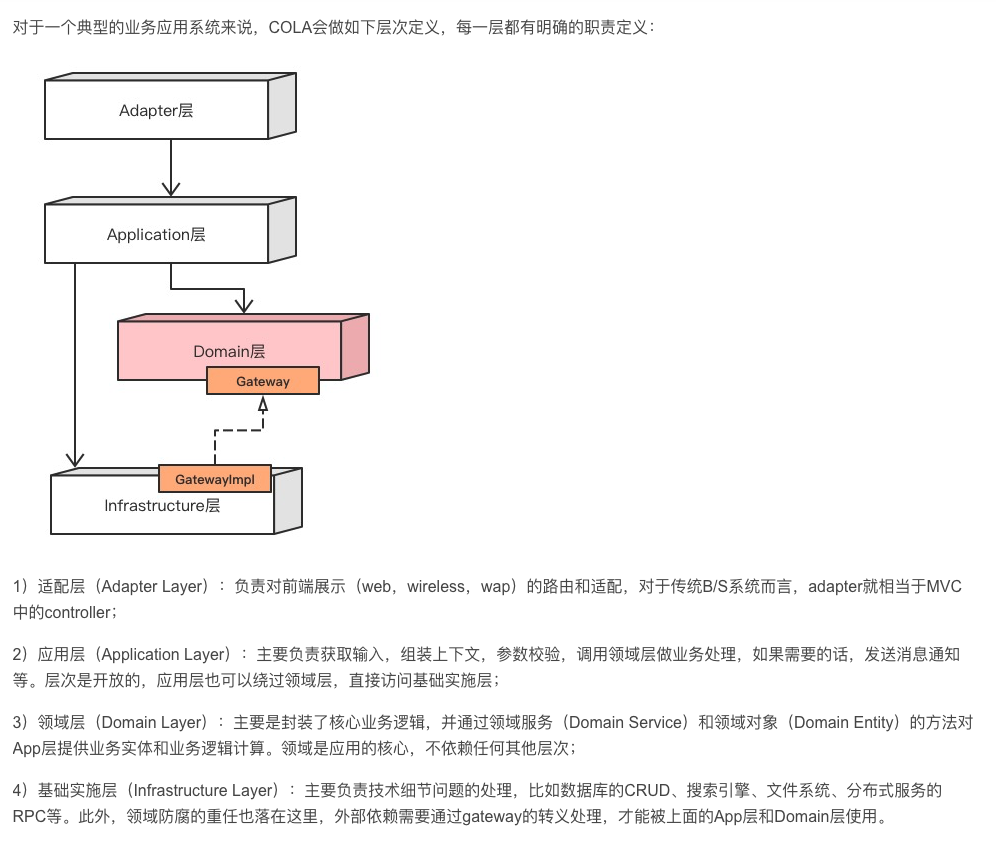 对于一个典型的业务应用系统来说，COLA会做如下层次定义，每一层都有明确的职责定义：
Adapter层
Application层
Domain层
Gateway
GatewayImpl
Infrastructure层
1）适配层（Adapter Layer）：负责对前端展示（web，wireless，wap）的路由和适配，对于传统B/S系统而言，adapter就相当于MVC
中的controller；
2）应用层（Application Layer）：主要负责获取输入，组装上下文，参数校验，调用领域层做业务处理，如果需要的话，发送消息通知
等。层次是开放的，应用层也可以绕过领域层，直接访问基础实施层；
3）领域层（Domain Layer）：主要是封装了核心业务逻辑，并通过领域服务（Domain Service）和领域对象（Domain Entity）的方法对
App层提供业务实体和业务逻辑计算。领域是应用的核心，不依赖任何其他层次；
4）基础实施层（Infrastructure Layer）：主要负责技术细节问题的处理，比如数据库的CRUD、搜索引擎、文件系统、分布式服务的
RPC等。此外，领域防腐的重任也落在这里，外部依赖需要通过gateway的转义处理，才能被上面的App层和Domain层使用。